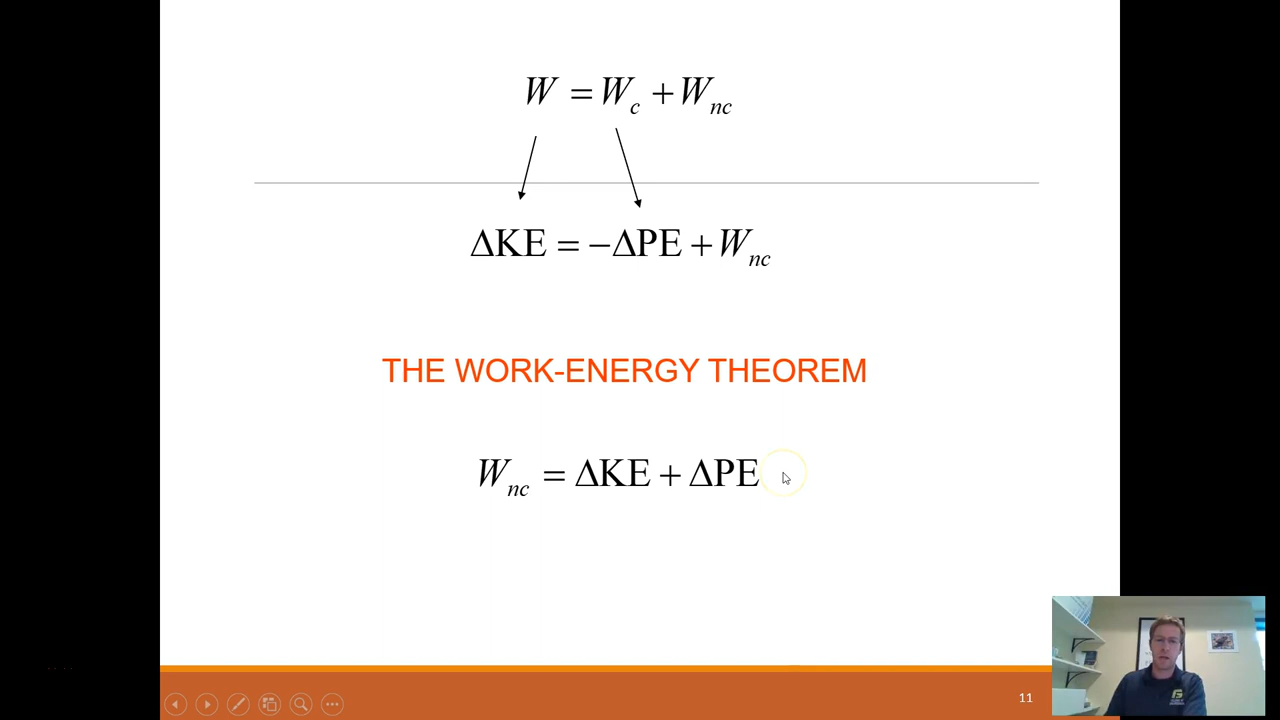 W = W_c + W_nc
ΔKE = −ΔPE + W_nc
THE WORK-ENERGY THEOREM
W_nc = ΔKE + ΔPE
11